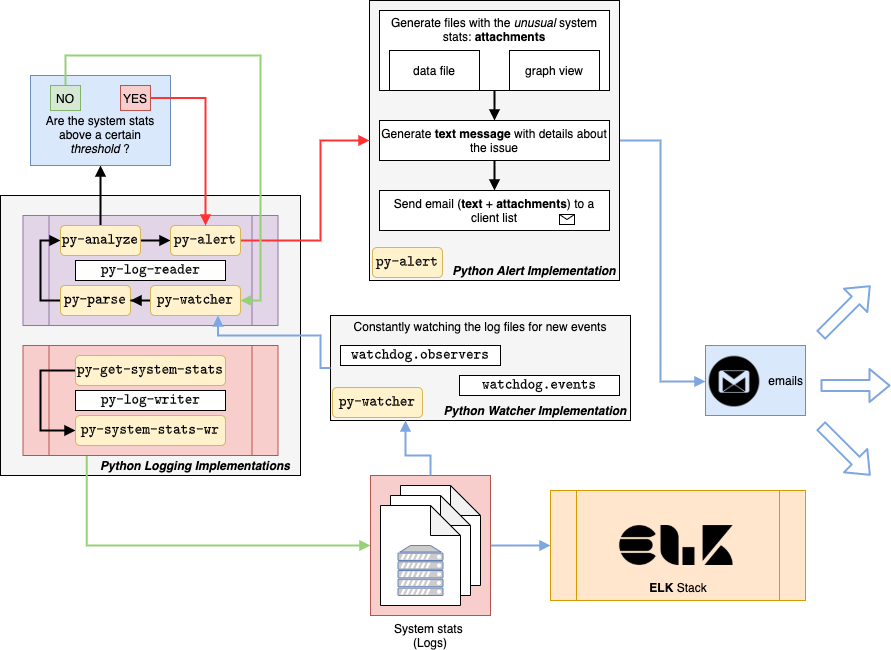 Generate files with the unusual system
stats: attachments
data file
graph view
NO
YES
Are the system stats
above a certain
threshold ?
Generate text message with details about
the issue
Send email (text + attachments) to a
client list
py-alert
Python Alert Implementation
py-analyze
py-alert
py-log-reader
py-parse
py-watcher
Constantly watching the log files for new events
watchdog.observers
watchdog.events
py-watcher
Python Watcher Implementation
py-get-system-stats
py-log-writer
py-system-stats-wr
Python Logging Implementations
emails
ELK
ELK Stack
System stats
(Logs)